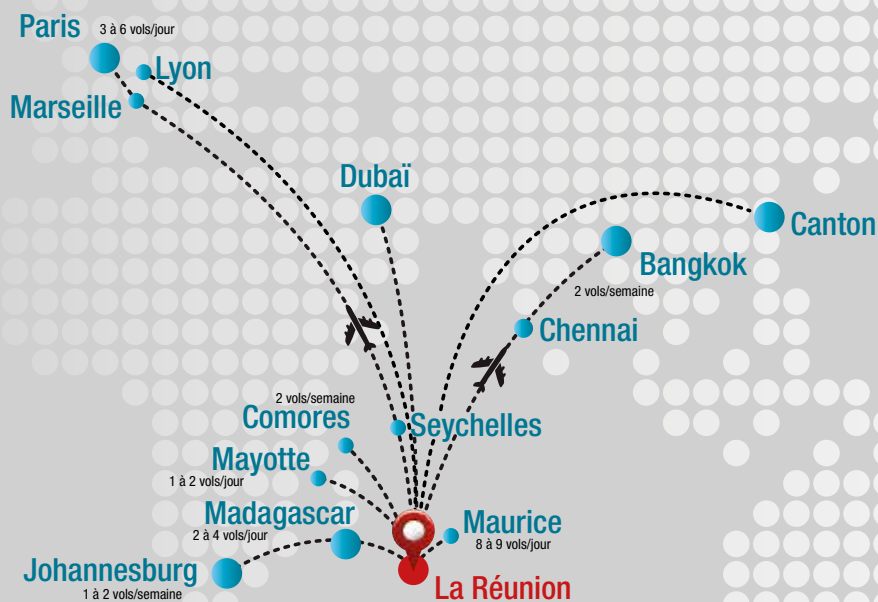 Paris
3 à 6 vols/jour
Lyon
Marseille
Dubaï
Canton
Bangkok
2 vols/semaine
Chennai
2 vols/semaine
Comores
Seychelles
Mayotte
1 à 2 vols/jour
Madagascar
2 à 4 vols/jour
Maurice
8 à 9 vols/jour
Johannesburg
1 à 2 vols/semaine
La Réunion